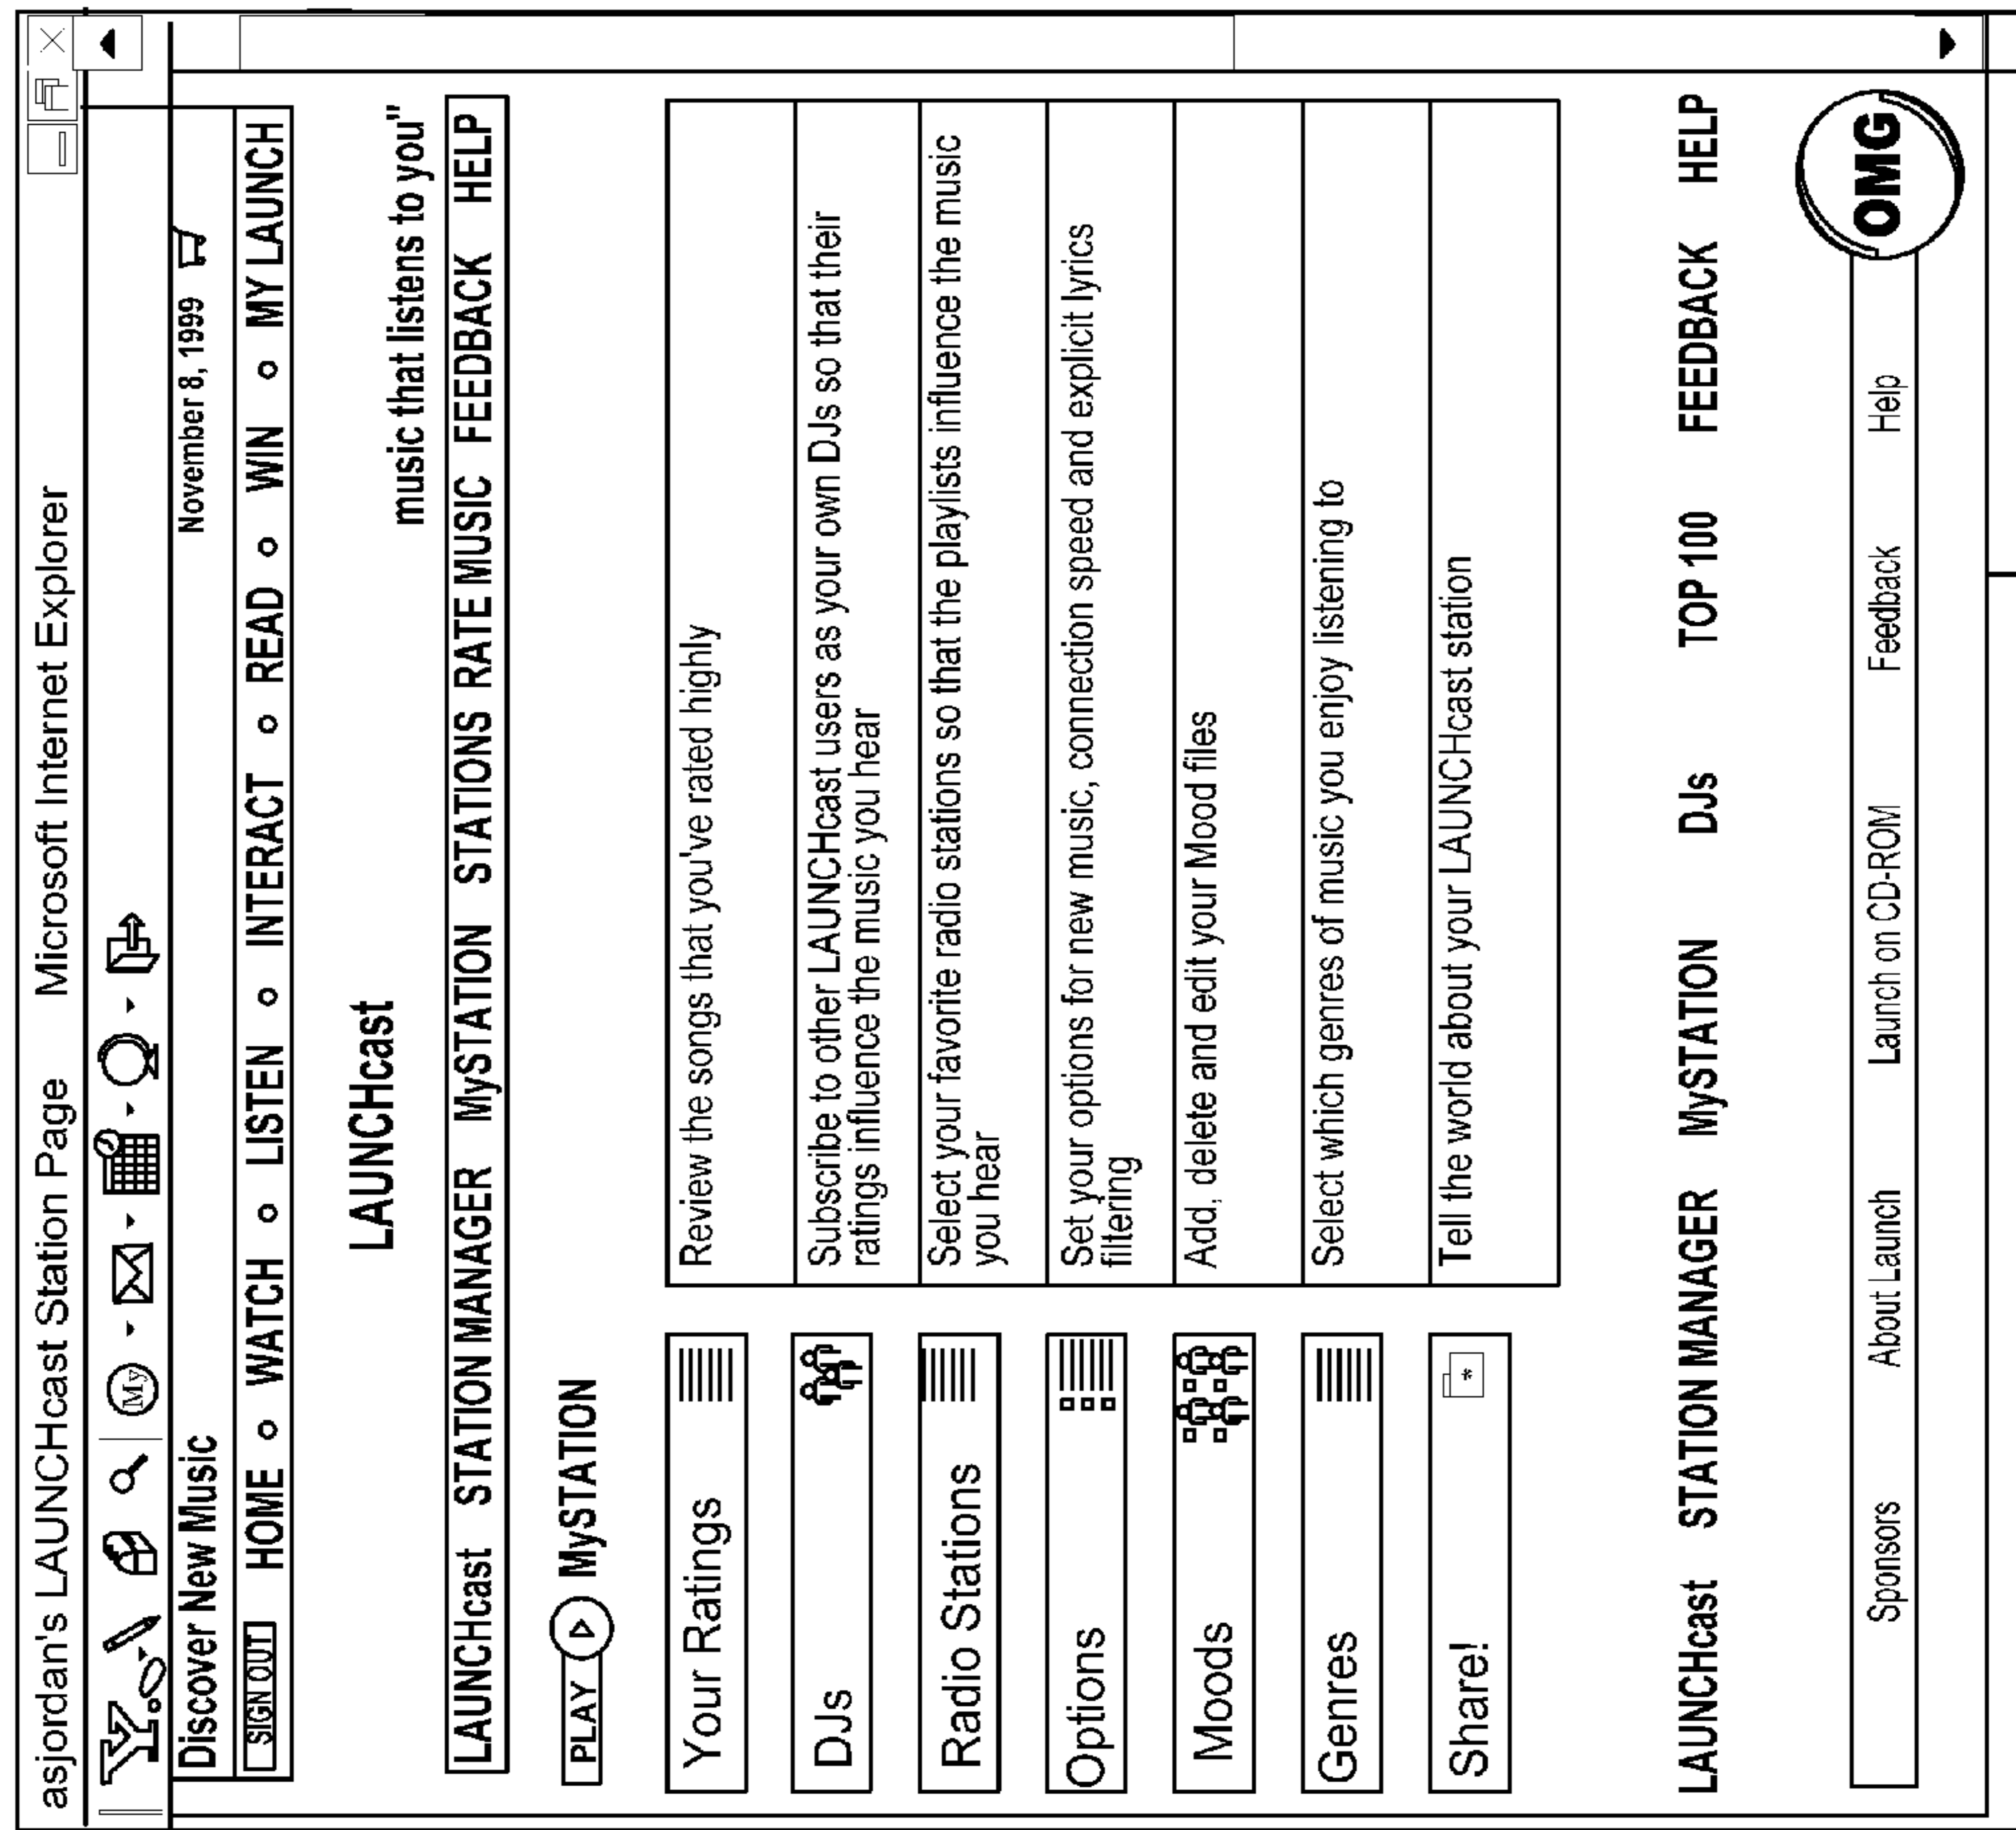 asjordan's LAUNCHcast Station Page Microsoft Internet Explorer
Y! My
Discover New Music November 8, 1999
SIGN OUT HOME o WATCH o LISTEN o INTERACT o READ o WIN o MY LAUNCH
LAUNCHcast
music that listens to you"
LAUNCHcast STATION MANAGER MySTATION STATIONS RATE MUSIC FEEDBACK HELP
PLAY MySTATION
Your Ratings
Review the songs that you've rated highly
DJs
Subscribe to other LAUNCHcast users as your own DJs so that their
ratings influence the music you hear
Radio Stations
Select your favorite radio stations so that the playlists influence the music
you hear
Options
Set your options for new music, connection speed and explicit lyrics
filtering
Moods
Add, delete and edit your Mood files
Genres
Select which genres of music you enjoy listening to
Share!
Tell the world about your LAUNCHcast station
LAUNCHcast STATION MANAGER MySTATION DJs TOP 100 FEEDBACK HELP
Sponsors About Launch Launch on CD-ROM Feedback Help OMG